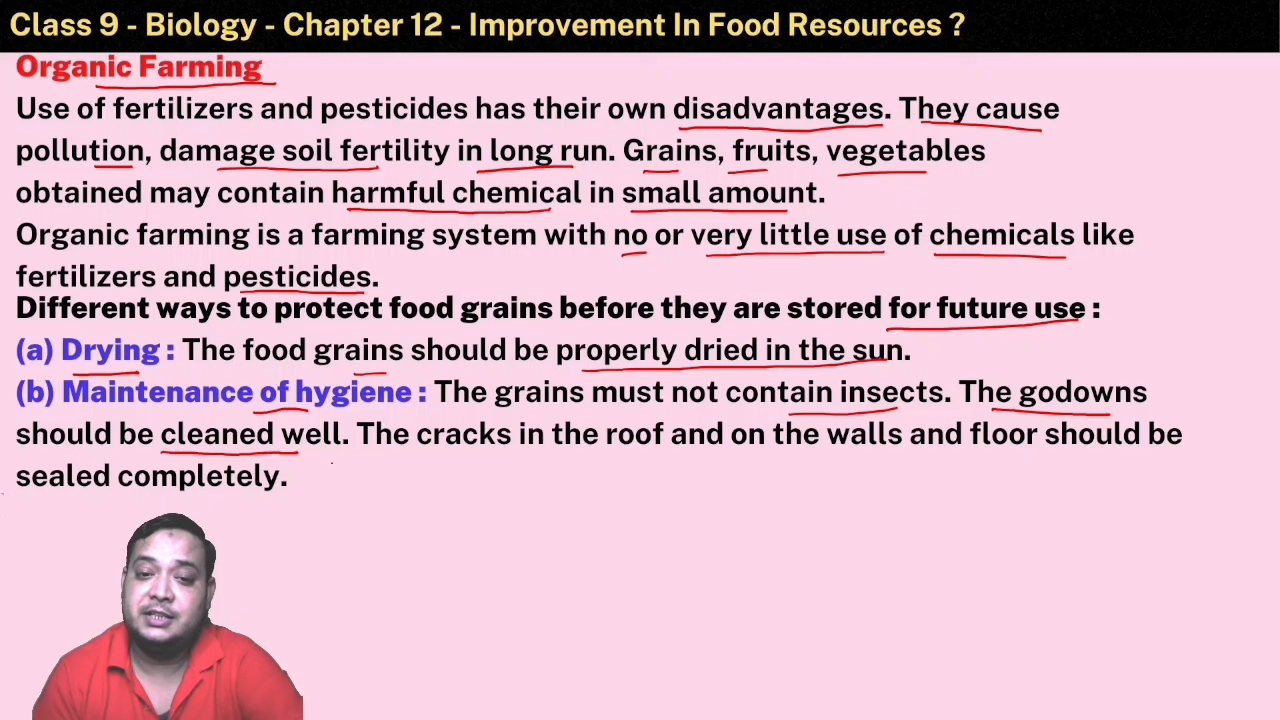 Class 9 - Biology - Chapter 12 - Improvement In Food Resources ?
Organic Farming
Use of fertilizers and pesticides has their own disadvantages. They cause
pollution, damage soil fertility in long run. Grains, fruits, vegetables
obtained may contain harmful chemical in small amount.
Organic farming is a farming system with no or very little use of chemicals like
fertilizers and pesticides.
Different ways to protect food grains before they are stored for future use :
(a) Drying : The food grains should be properly dried in the sun.
(b) Maintenance of hygiene : The grains must not contain insects. The godowns
should be cleaned well. The cracks in the roof and on the walls and floor should be
sealed completely.